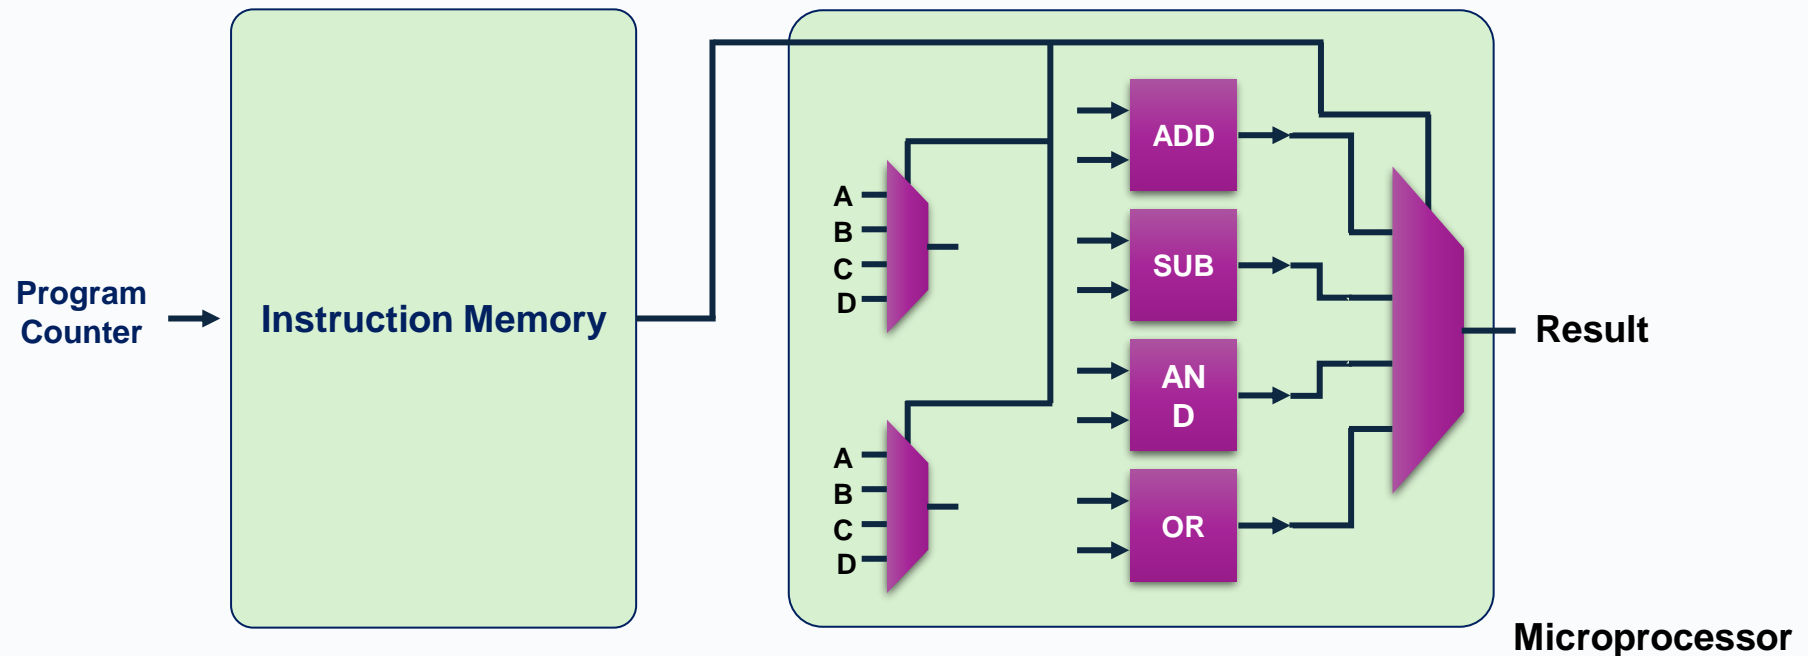 Program
Counter
Instruction Memory
A
B
C
D
A
B
C
D
ADD
SUB
AN
D
OR
Result
Microprocessor